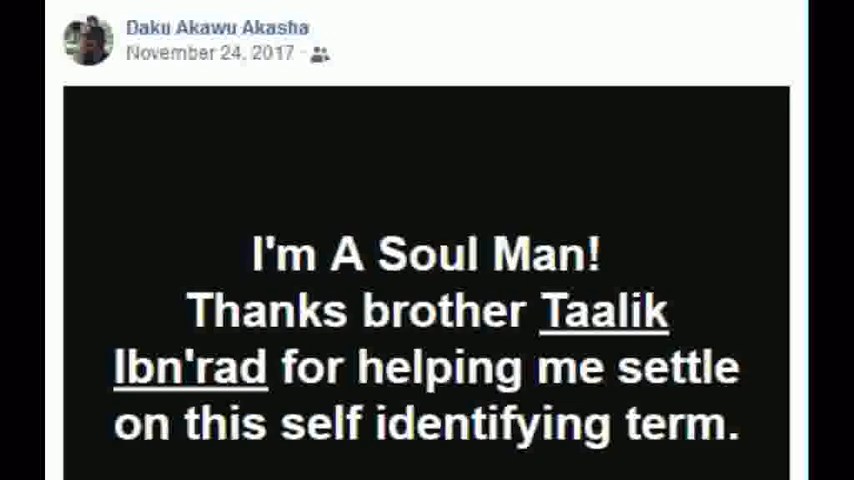 Daku Akawu Akasha
November 24, 2017 ·
I'm A Soul Man!
Thanks brother Taalik
Ibn'rad for helping me settle
on this self identifying term.